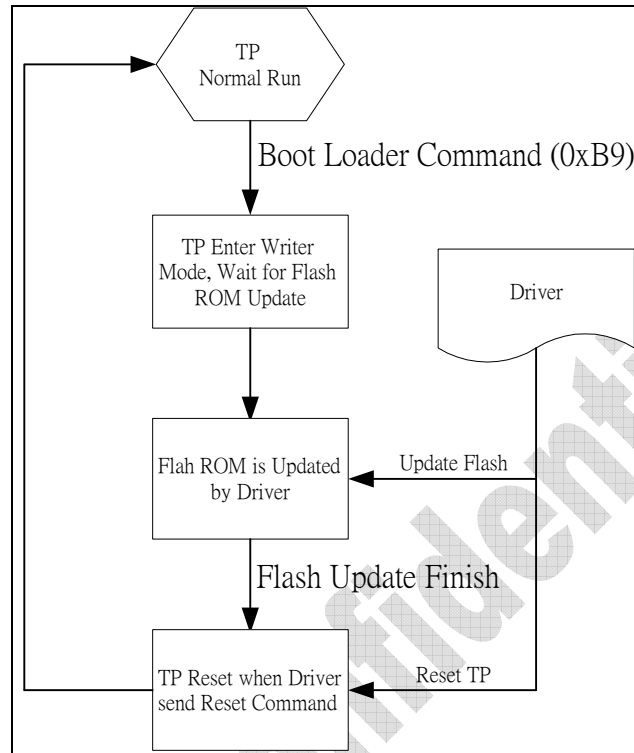 TP
Normal Run
Boot Loader Command (0xB9)
TP Enter Writer
Mode, Wait for Flash
ROM Update
Driver
Flah ROM is Updated
by Driver
Update Flash
Flash Update Finish
TP Reset when Driver
send Reset Command
Reset TP
nfidenti